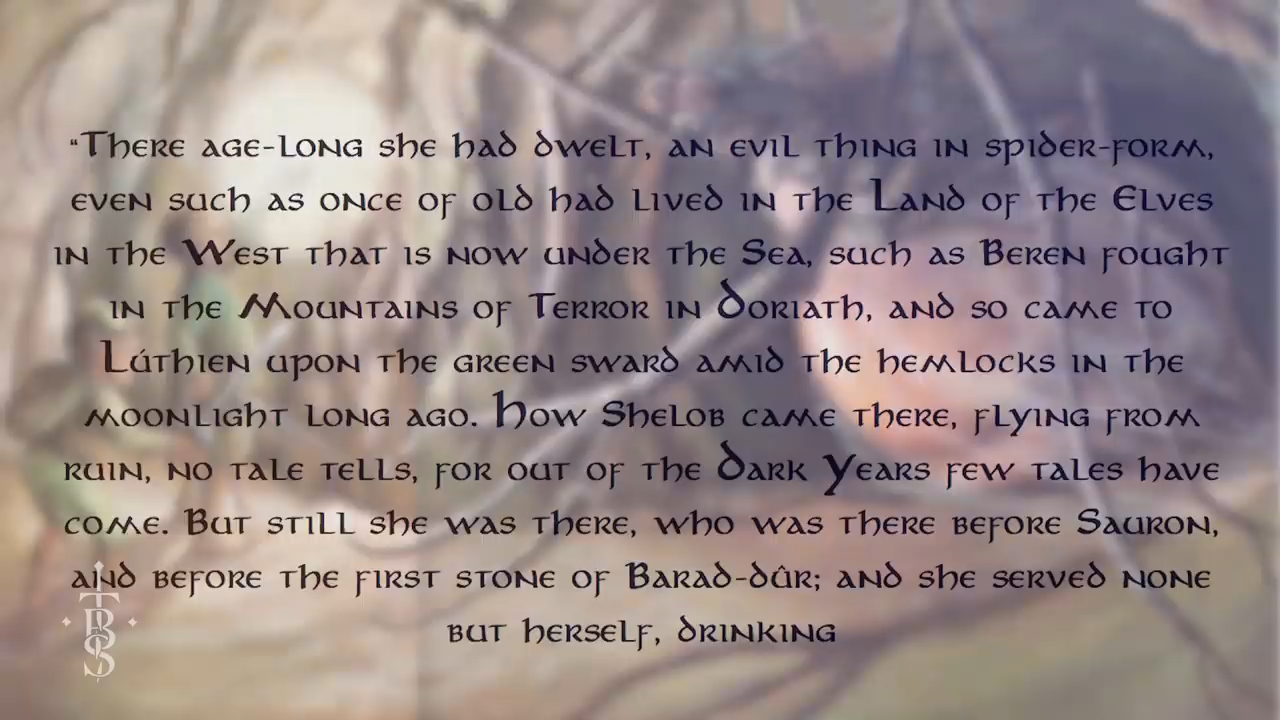 “There age-long she had dwelt, an evil thing in spider-form,
even such as once of old had lived in the Land of the Elves
in the West that is now under the Sea, such as Beren fought
in the Mountains of Terror in Doriath, and so came to
Lúthien upon the green sward amid the hemlocks in the
moonlight long ago. How Shelob came there, flying from
ruin, no tale tells, for out of the Dark Years few tales have
come. But still she was there, who was there before Sauron,
and before the first stone of Barad-dûr; and she served none
but herself, drinking
TBS